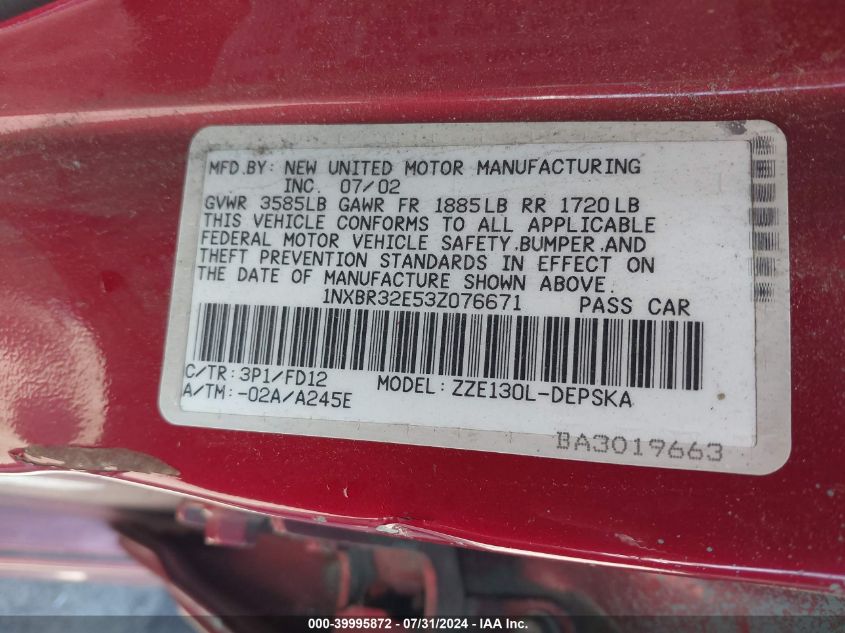 MFD.BY: NEW UNITED MOTOR MANUFACTURING
INC. 07/02
GVWR 3585LB GAWR FR 1885LB RR 1720LB
THIS VEHICLE CONFORMS TO ALL APPLICABLE
FEDERAL MOTOR VEHICLE SAFETY.BUMPER.AND
THEFT PREVENTION STANDARDS IN EFFECT ON
THE DATE OF MANUFACTURE SHOWN ABOVE.
1NXBR32E53Z076671 PASS CAR
C/TR: 3P1/FD12 MODEL: ZZE130L-DEPSKA
A/TM: -02A/A245E
BA3019663
000-39995872 / 07/31/2024 - IAA Inc.